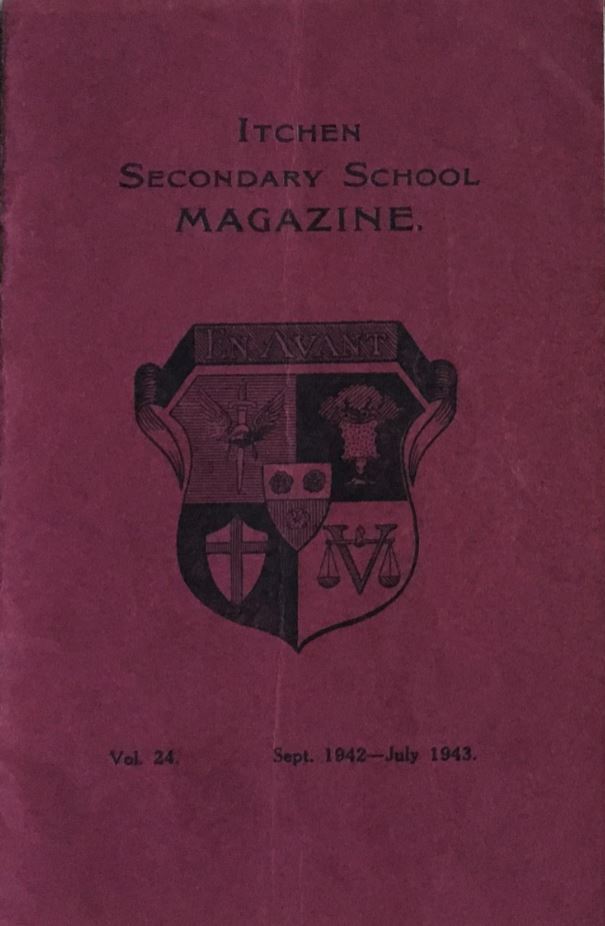 ITCHEN
SECONDARY SCHOOL
MAGAZINE.
EN AVANT
Vol. 24. Sept. 1942—July 1943.